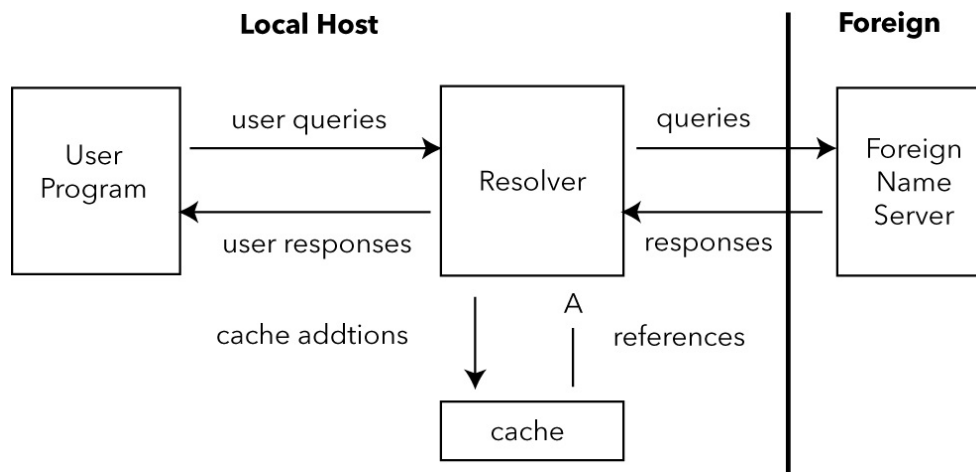 Local Host
Foreign
user queries
queries
User
Program
Resolver
Foreign
Name
Server
user responses
responses
A
cache addtions
references
cache